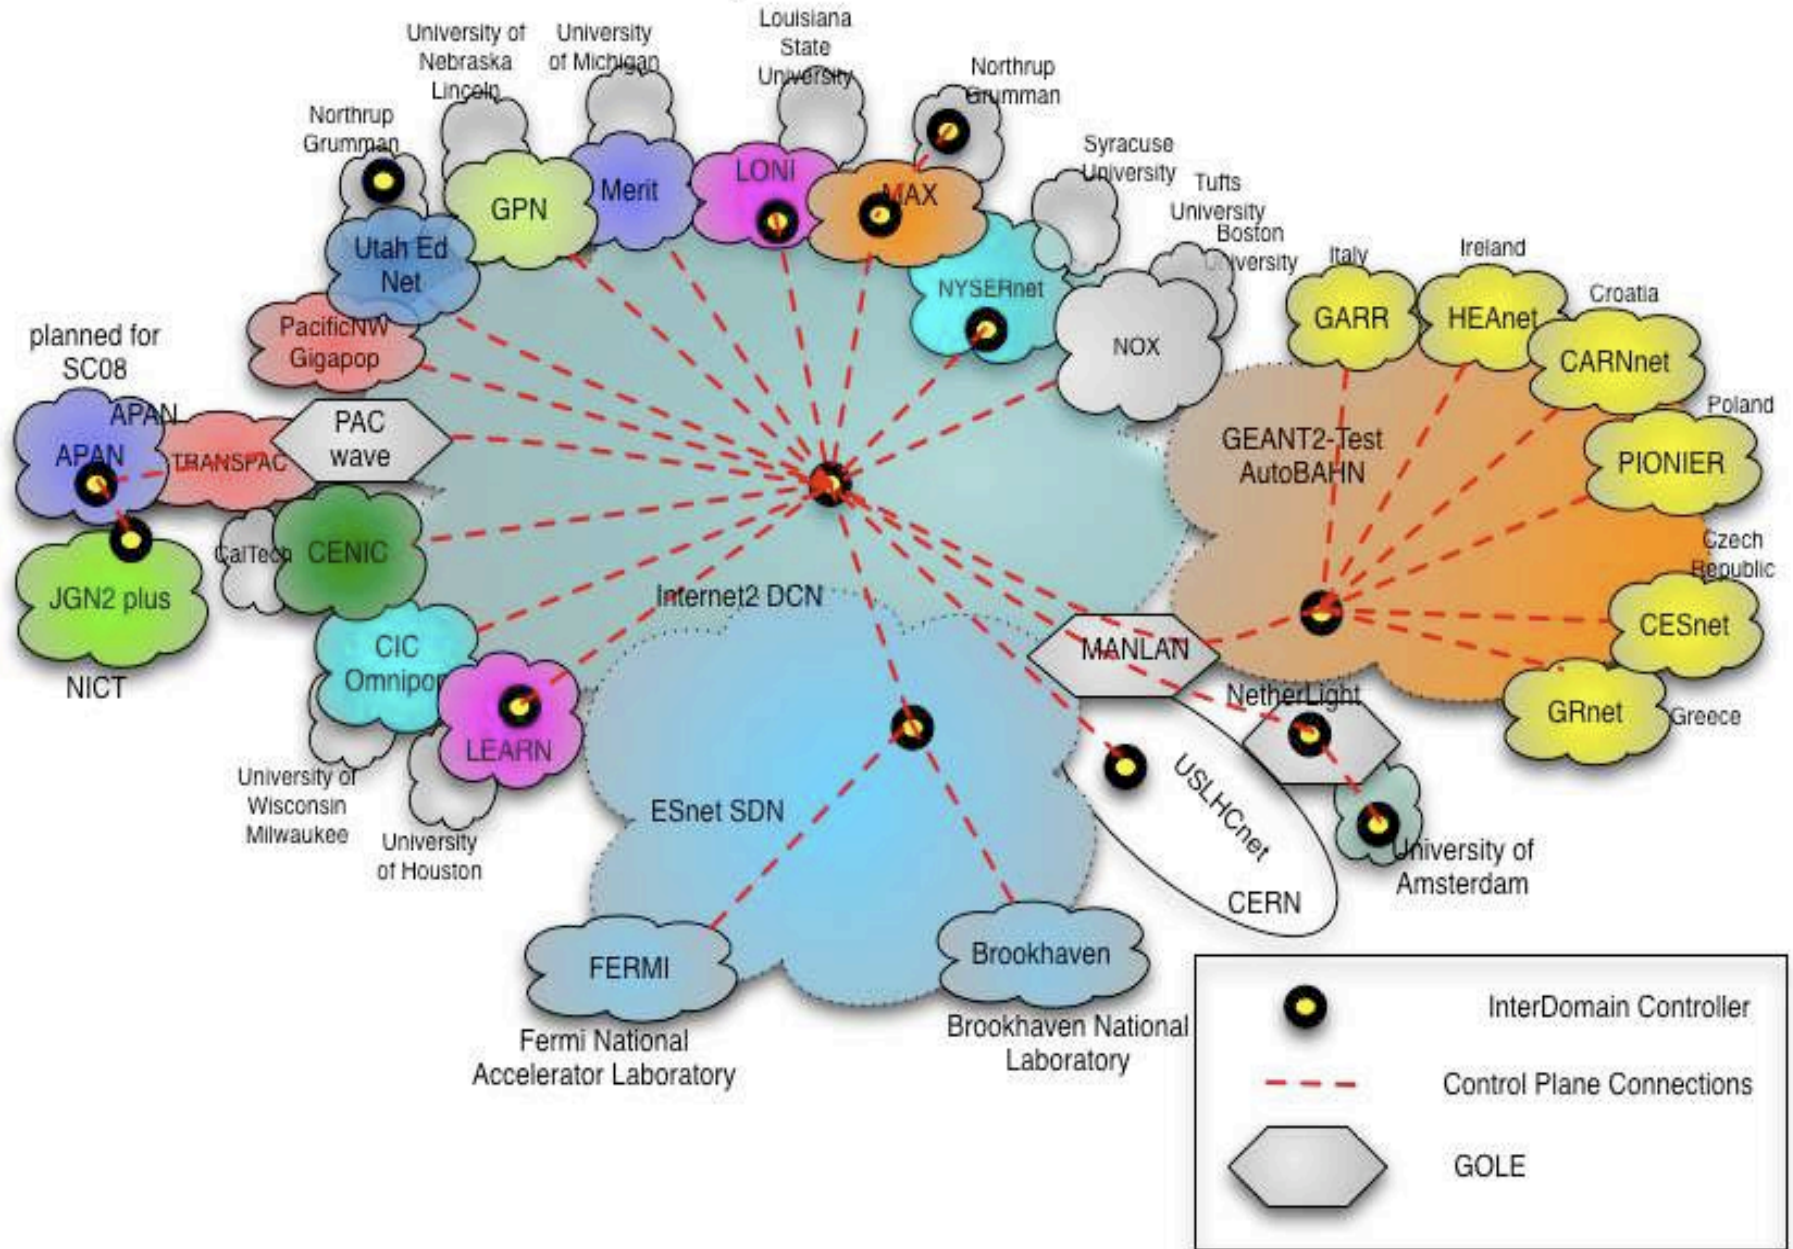 University of
Nebraska
Lincoln
University
of Michigan
Louisiana
State
University
Northrup
Grumman
Northrup
Grumman
Syracuse
University
Tufts
University
Boston
University
GPN
Merit
LONI
MAX
Utah Ed
Net
NYSERnet
NOX
PacificNW
Gigapop
Italy
GARR
Ireland
HEAnet
Croatia
CARNnet
Poland
PIONIER
planned for
SC08
APAN
APAN
TRANSPAC
PAC
wave
GEANT2-Test
AutoBAHN
CalTech
CENIC
JGN2 plus
NICT
Internet2 DCN
CIC
Omnipop
LEARN
MANLAN
Czech
Republic
CESnet
NetherLight
GRnet
Greece
University of
Wisconsin
Milwaukee
University
of Houston
ESnet SDN
USLHCnet
CERN
University of
Amsterdam
FERMI
Fermi National
Accelerator Laboratory
Brookhaven
Brookhaven National
Laboratory
InterDomain Controller
Control Plane Connections
GOLE